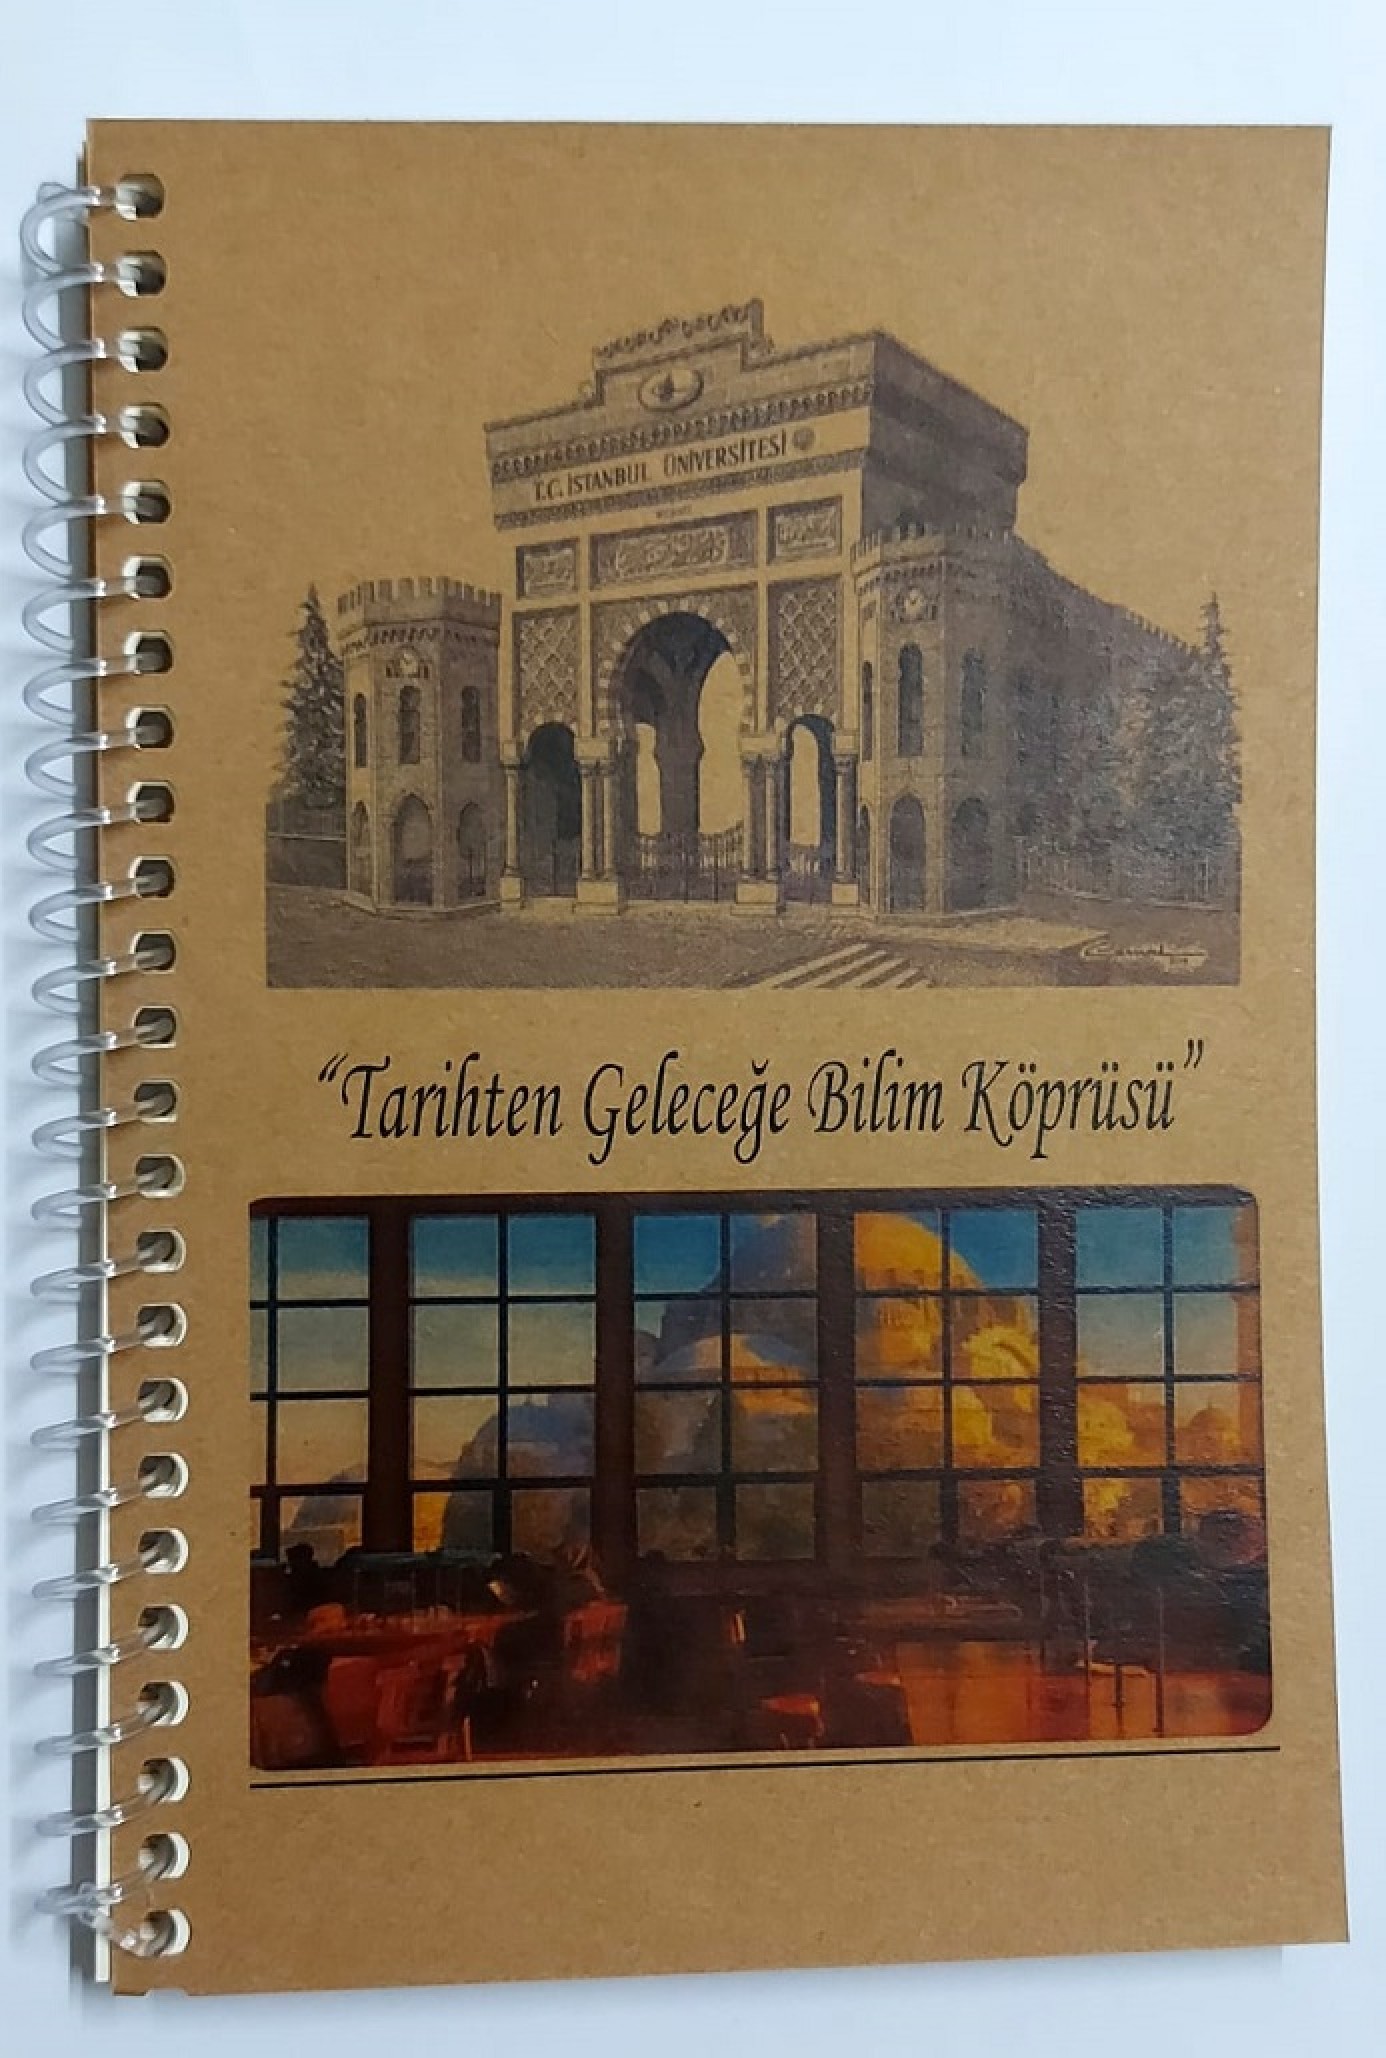 T.C. İSTANBUL ÜNİVERSİTESİ
“Tarihten Geleceğe Bilim Köprüsü”